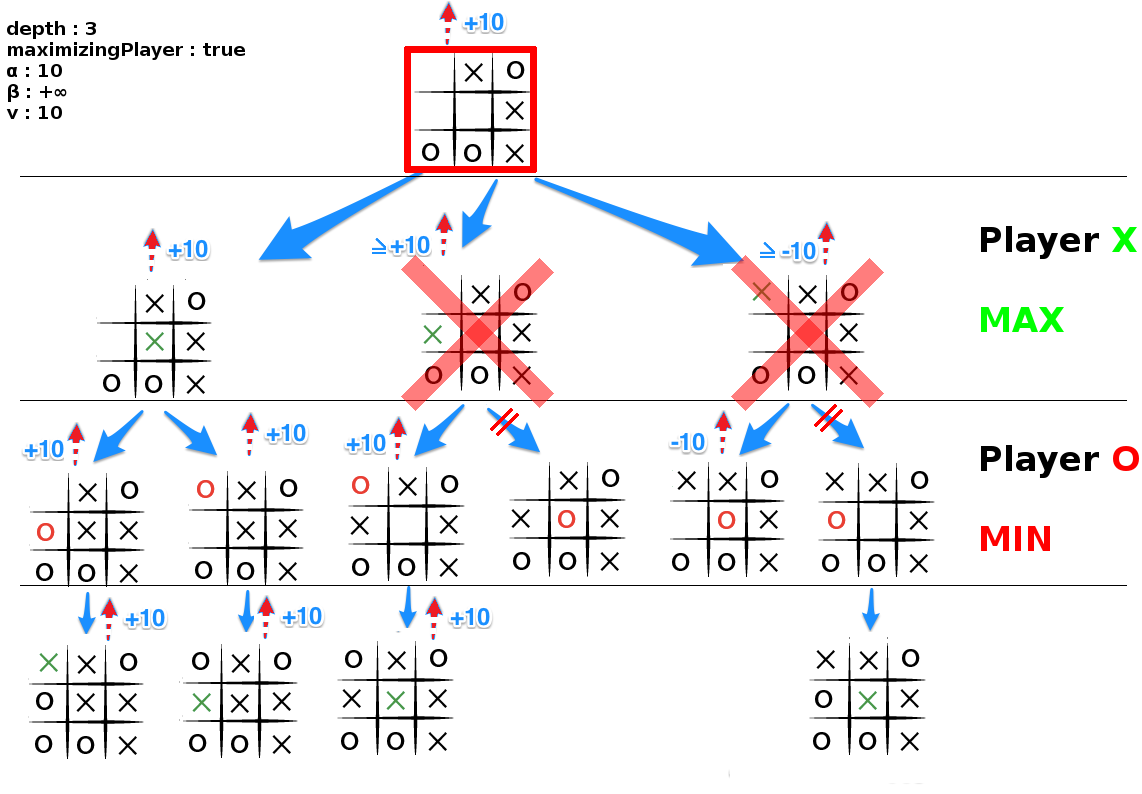 depth : 3
maximizingPlayer : true
α : 10
β : +∞
v : 10
+10
× O
×
O O ×
+10
≧+10
≧ -10
Player X
MAX
× O
× ×
O O ×
× O
× ×
O O ×
× × O
×
O O ×
+10
+10
+10
-10
Player O
MIN
× O
O × ×
O O ×
O × O
× ×
O O ×
O × O
× ×
O O ×
× O
× O ×
O O ×
× × O
O ×
O O ×
× × O
O ×
O O ×
+10
+10
+10
× × O
O × ×
O O ×
O × O
× × ×
O O ×
O × O
× × ×
O O ×
× × O
O × ×
O O ×